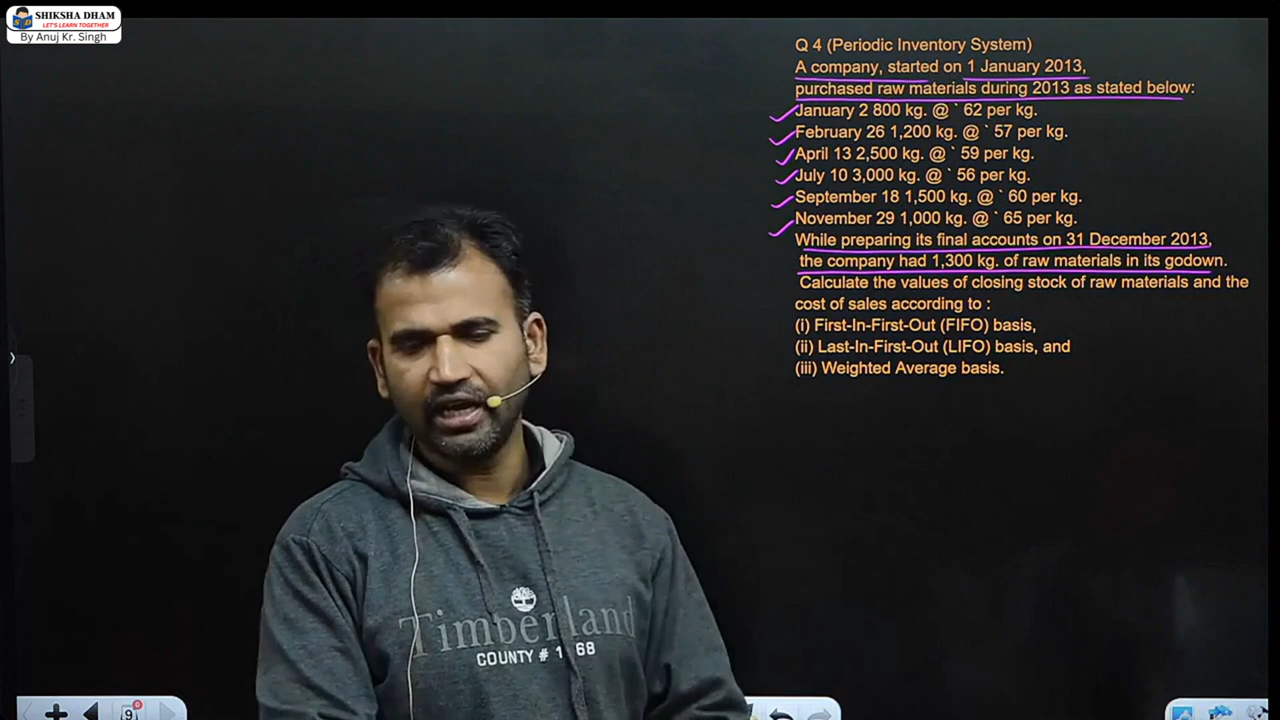 SHIKSHA DHAM
LET'S LEARN TOGETHER
By Anuj Kr. Singh
Q 4 (Periodic Inventory System)
A company, started on 1 January 2013,
purchased raw materials during 2013 as stated below:
January 2 800 kg. @ ` 62 per kg.
February 26 1,200 kg. @ ` 57 per kg.
April 13 2,500 kg. @ ` 59 per kg.
July 10 3,000 kg. @ ` 56 per kg.
September 18 1,500 kg. @ ` 60 per kg.
November 29 1,000 kg. @ ` 65 per kg.
While preparing its final accounts on 31 December 2013,
the company had 1,300 kg. of raw materials in its godown.
Calculate the values of closing stock of raw materials and the
cost of sales according to :
(i) First-In-First-Out (FIFO) basis,
(ii) Last-In-First-Out (LIFO) basis, and
(iii) Weighted Average basis.
Timberland
COUNTY # 1 68
9